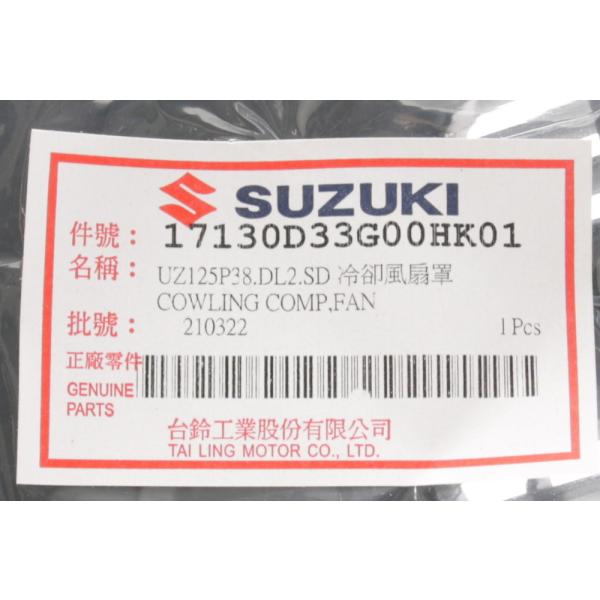 SUZUKI
件號： 17130D33G00HK01
名稱： UZ125P38.DL2.SD 冷卻風扇罩
COWLING COMP,FAN
批號： 210322 1 Pcs
正廠零件
GENUINE
PARTS
台鈴工業股份有限公司
TAI LING MOTOR CO., LTD.